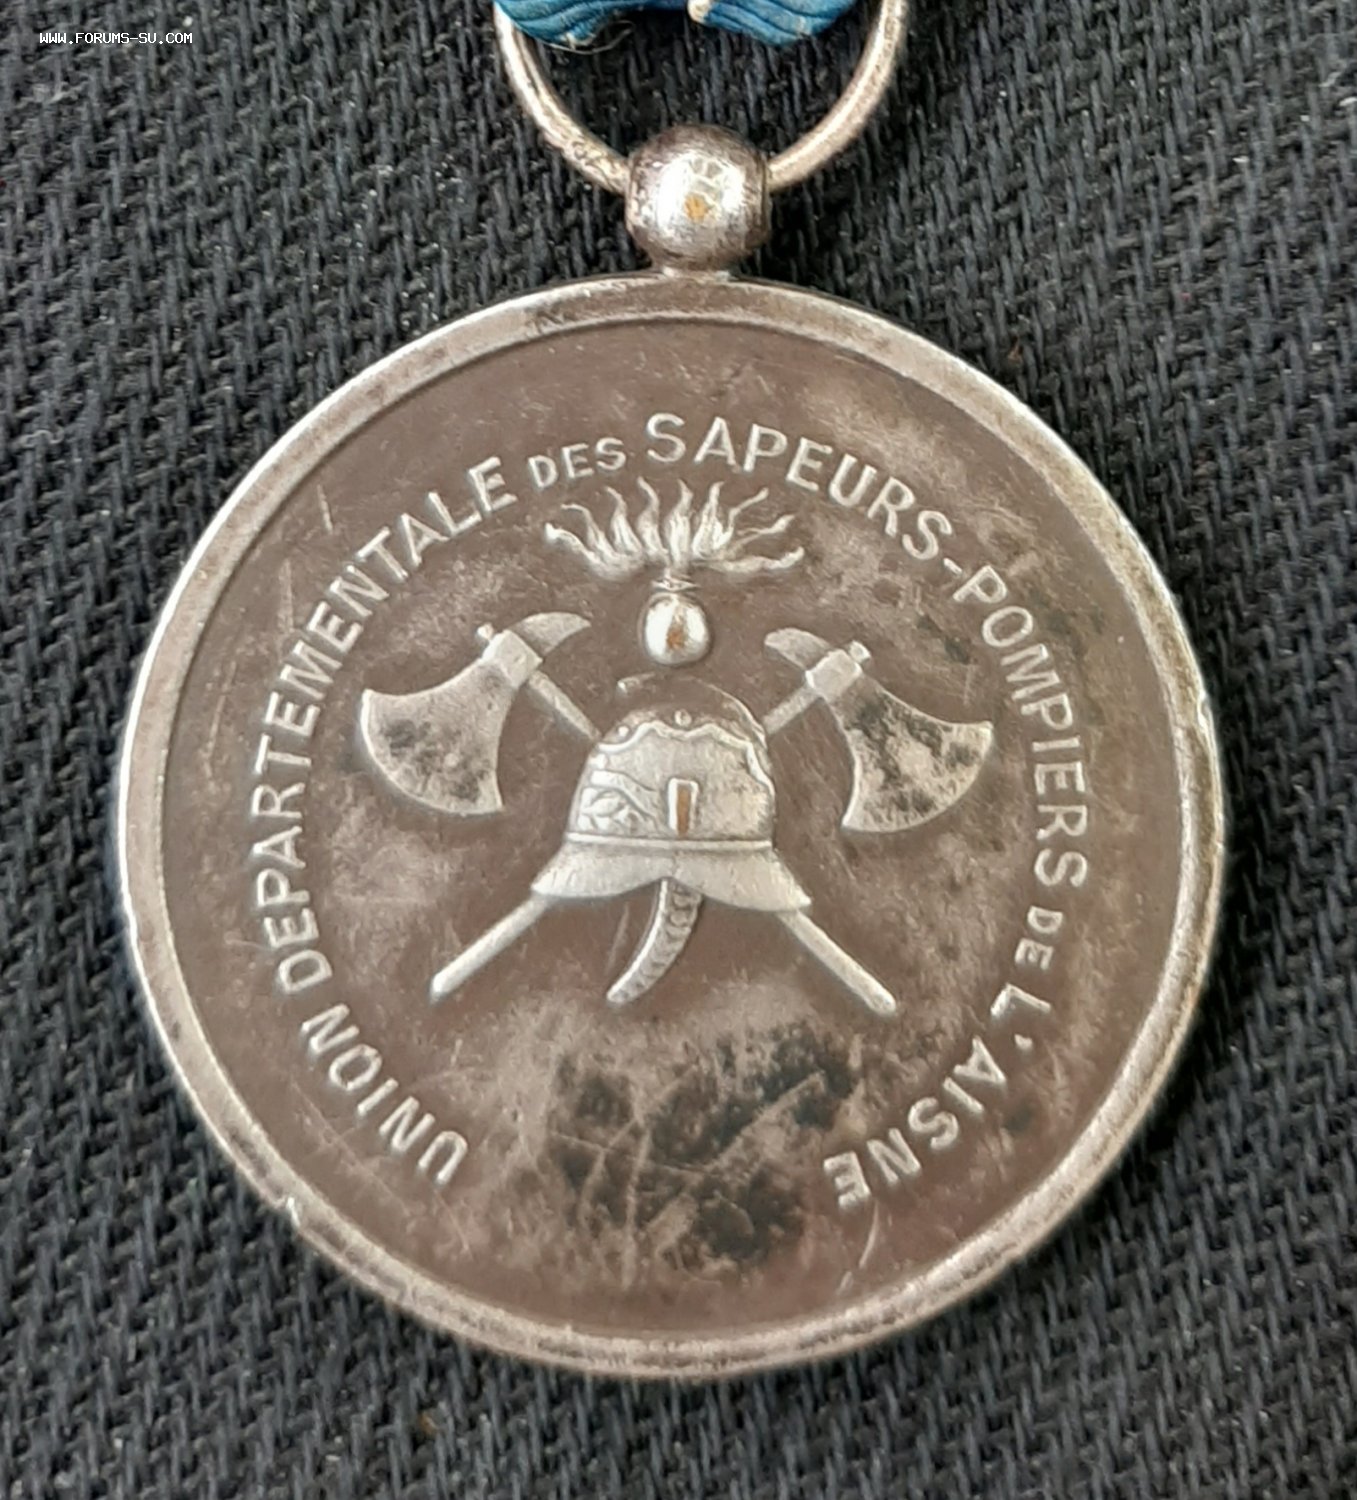 WWW.FORUMS-SU.COM
UNION DEPARTEMENTALE DES SAPEURS-POMPIERS DE L'AISNE